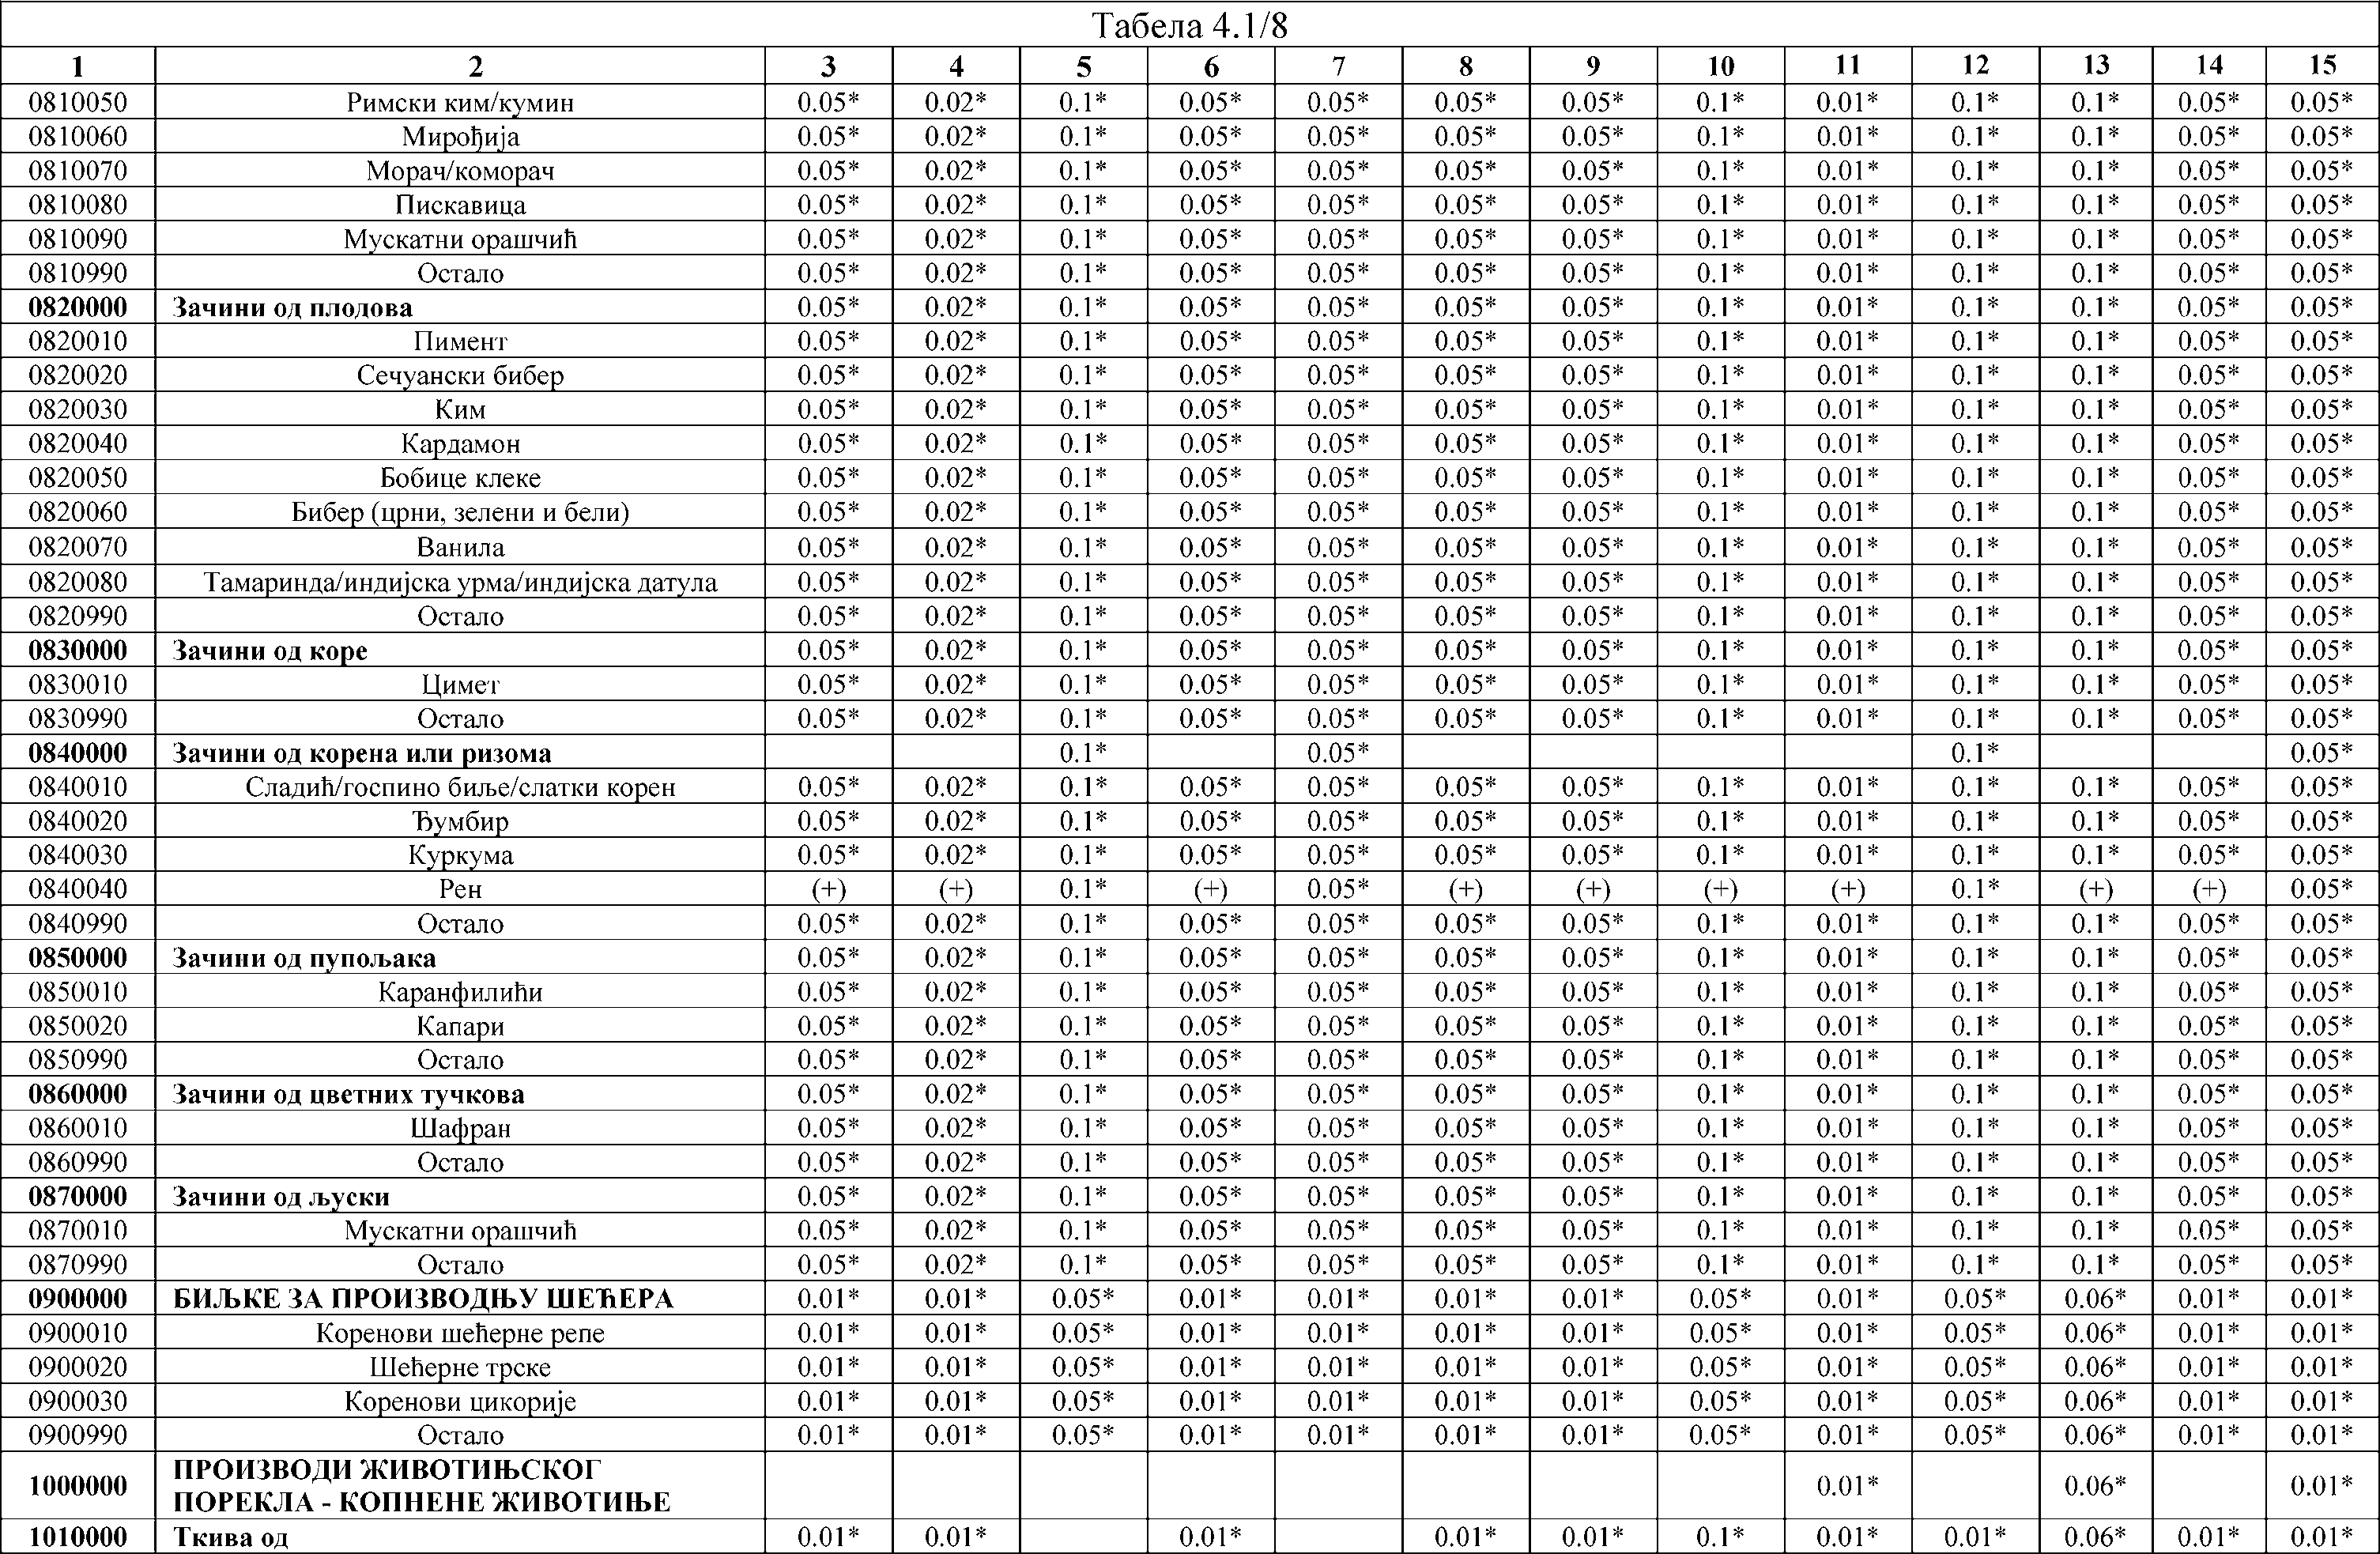 Табела 4.1/8
1 2 3 4 5 6 7 8 9 10 11 12 13 14 15
0810050 Римски ким/кумин 0.05* 0.02* 0.1* 0.05* 0.05* 0.05* 0.05* 0.1* 0.01* 0.1* 0.1* 0.05* 0.05*
0810060 Мирођија 0.05* 0.02* 0.1* 0.05* 0.05* 0.05* 0.05* 0.1* 0.01* 0.1* 0.1* 0.05* 0.05*
0810070 Морач/коморач 0.05* 0.02* 0.1* 0.05* 0.05* 0.05* 0.05* 0.1* 0.01* 0.1* 0.1* 0.05* 0.05*
0810080 Пискавица 0.05* 0.02* 0.1* 0.05* 0.05* 0.05* 0.05* 0.1* 0.01* 0.1* 0.1* 0.05* 0.05*
0810090 Мускатни орашчић 0.05* 0.02* 0.1* 0.05* 0.05* 0.05* 0.05* 0.1* 0.01* 0.1* 0.1* 0.05* 0.05*
0810990 Остало 0.05* 0.02* 0.1* 0.05* 0.05* 0.05* 0.05* 0.1* 0.01* 0.1* 0.1* 0.05* 0.05*
0820000 Зачини од плодова 0.05* 0.02* 0.1* 0.05* 0.05* 0.05* 0.05* 0.1* 0.01* 0.1* 0.1* 0.05* 0.05*
0820010 Пимент 0.05* 0.02* 0.1* 0.05* 0.05* 0.05* 0.05* 0.1* 0.01* 0.1* 0.1* 0.05* 0.05*
0820020 Сечуански бибер 0.05* 0.02* 0.1* 0.05* 0.05* 0.05* 0.05* 0.1* 0.01* 0.1* 0.1* 0.05* 0.05*
0820030 Ким 0.05* 0.02* 0.1* 0.05* 0.05* 0.05* 0.05* 0.1* 0.01* 0.1* 0.1* 0.05* 0.05*
0820040 Кардамон 0.05* 0.02* 0.1* 0.05* 0.05* 0.05* 0.05* 0.1* 0.01* 0.1* 0.1* 0.05* 0.05*
0820050 Бобице клеке 0.05* 0.02* 0.1* 0.05* 0.05* 0.05* 0.05* 0.1* 0.01* 0.1* 0.1* 0.05* 0.05*
0820060 Бибер (црни, зелени и бели) 0.05* 0.02* 0.1* 0.05* 0.05* 0.05* 0.05* 0.1* 0.01* 0.1* 0.1* 0.05* 0.05*
0820070 Ванила 0.05* 0.02* 0.1* 0.05* 0.05* 0.05* 0.05* 0.1* 0.01* 0.1* 0.1* 0.05* 0.05*
0820080 Тамаринда/индијска урма/индијска датула 0.05* 0.02* 0.1* 0.05* 0.05* 0.05* 0.05* 0.1* 0.01* 0.1* 0.1* 0.05* 0.05*
0820990 Остало 0.05* 0.02* 0.1* 0.05* 0.05* 0.05* 0.05* 0.1* 0.01* 0.1* 0.1* 0.05* 0.05*
0830000 Зачини од коре 0.05* 0.02* 0.1* 0.05* 0.05* 0.05* 0.05* 0.1* 0.01* 0.1* 0.1* 0.05* 0.05*
0830010 Цимет 0.05* 0.02* 0.1* 0.05* 0.05* 0.05* 0.05* 0.1* 0.01* 0.1* 0.1* 0.05* 0.05*
0830990 Остало 0.05* 0.02* 0.1* 0.05* 0.05* 0.05* 0.05* 0.1* 0.01* 0.1* 0.1* 0.05* 0.05*
0840000 Зачини од корена или ризома 0.1* 0.05* 0.1* 0.05*
0840010 Сладић/госпино биље/слатки корен 0.05* 0.02* 0.1* 0.05* 0.05* 0.05* 0.05* 0.1* 0.01* 0.1* 0.1* 0.05* 0.05*
0840020 Ђумбир 0.05* 0.02* 0.1* 0.05* 0.05* 0.05* 0.05* 0.1* 0.01* 0.1* 0.1* 0.05* 0.05*
0840030 Куркума 0.05* 0.02* 0.1* 0.05* 0.05* 0.05* 0.05* 0.1* 0.01* 0.1* 0.1* 0.05* 0.05*
0840040 Рен (+) (+) 0.1* (+) 0.05* (+) (+) (+) (+) 0.1* (+) (+) 0.05*
0840990 Остало 0.05* 0.02* 0.1* 0.05* 0.05* 0.05* 0.05* 0.1* 0.01* 0.1* 0.1* 0.05* 0.05*
0850000 Зачини од пупољака 0.05* 0.02* 0.1* 0.05* 0.05* 0.05* 0.05* 0.1* 0.01* 0.1* 0.1* 0.05* 0.05*
0850010 Каранфилићи 0.05* 0.02* 0.1* 0.05* 0.05* 0.05* 0.05* 0.1* 0.01* 0.1* 0.1* 0.05* 0.05*
0850020 Капари 0.05* 0.02* 0.1* 0.05* 0.05* 0.05* 0.05* 0.1* 0.01* 0.1* 0.1* 0.05* 0.05*
0850990 Остало 0.05* 0.02* 0.1* 0.05* 0.05* 0.05* 0.05* 0.1* 0.01* 0.1* 0.1* 0.05* 0.05*
0860000 Зачини од цветних тучкова 0.05* 0.02* 0.1* 0.05* 0.05* 0.05* 0.05* 0.1* 0.01* 0.1* 0.1* 0.05* 0.05*
0860010 Шафран 0.05* 0.02* 0.1* 0.05* 0.05* 0.05* 0.05* 0.1* 0.01* 0.1* 0.1* 0.05* 0.05*
0860990 Остало 0.05* 0.02* 0.1* 0.05* 0.05* 0.05* 0.05* 0.1* 0.01* 0.1* 0.1* 0.05* 0.05*
0870000 Зачини од љуски 0.05* 0.02* 0.1* 0.05* 0.05* 0.05* 0.05* 0.1* 0.01* 0.1* 0.1* 0.05* 0.05*
0870010 Мускатни орашчић 0.05* 0.02* 0.1* 0.05* 0.05* 0.05* 0.05* 0.1* 0.01* 0.1* 0.1* 0.05* 0.05*
0870990 Остало 0.05* 0.02* 0.1* 0.05* 0.05* 0.05* 0.05* 0.1* 0.01* 0.1* 0.1* 0.05* 0.05*
0900000 БИЉКЕ ЗА ПРОИЗВОДЊУ ШЕЋЕРА 0.01* 0.01* 0.05* 0.01* 0.01* 0.01* 0.01* 0.05* 0.01* 0.05* 0.06* 0.01* 0.01*
0900010 Коренови шећерне репе 0.01* 0.01* 0.05* 0.01* 0.01* 0.01* 0.01* 0.05* 0.01* 0.05* 0.06* 0.01* 0.01*
0900020 Шећерне трске 0.01* 0.01* 0.05* 0.01* 0.01* 0.01* 0.01* 0.05* 0.01* 0.05* 0.06* 0.01* 0.01*
0900030 Коренови цикорије 0.01* 0.01* 0.05* 0.01* 0.01* 0.01* 0.01* 0.05* 0.01* 0.05* 0.06* 0.01* 0.01*
0900990 Остало 0.01* 0.01* 0.05* 0.01* 0.01* 0.01* 0.01* 0.05* 0.01* 0.05* 0.06* 0.01* 0.01*
1000000 ПРОИЗВОДИ ЖИВОТИЊСКОГ
ПОРЕКЛА - КОПНЕНЕ ЖИВОТИЊЕ 0.01* 0.06* 0.01*
1010000 Ткива од 0.01* 0.01* 0.01* 0.01* 0.01* 0.1* 0.01* 0.01* 0.06* 0.01* 0.01*